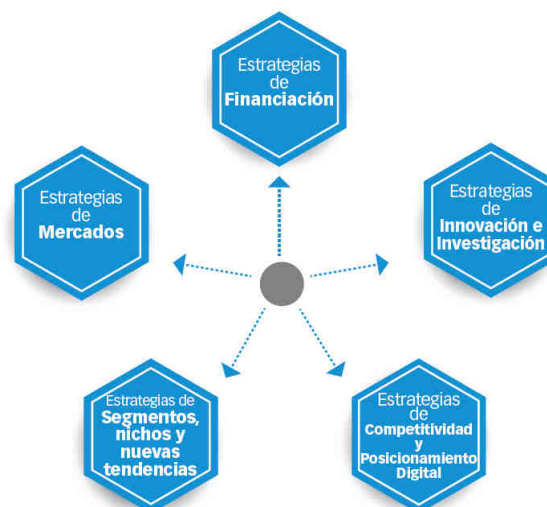 Estrategias
de
Financiación
Estrategias
de
Mercados
Estrategias
de
Innovación e
Investigación
Estrategias de
Segmentos,
nichos y
nuevas
tendencias
Estrategias
de
Competitividad
y
Posicionamiento
Digital